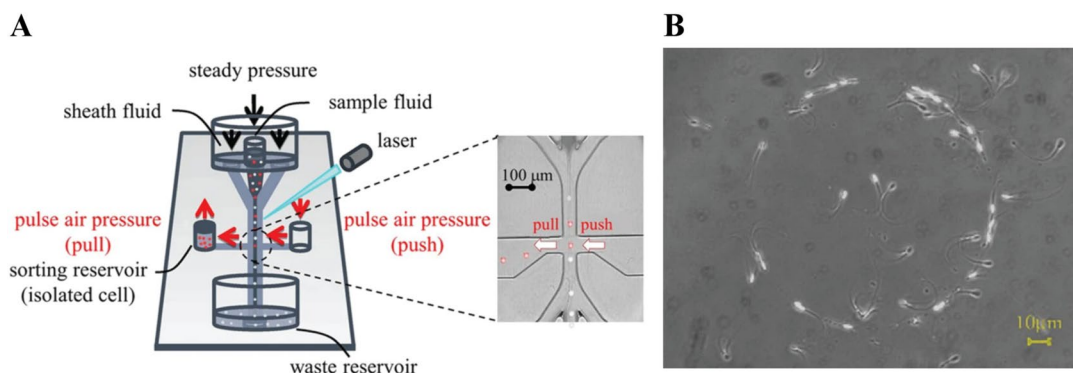 A
B
steady pressure
sheath fluid
sample fluid
laser
pulse air pressure
(pull)
pulse air pressure
(push)
sorting reservoir
(isolated cell)
waste reservoir
100 μm
pull
push
10μm